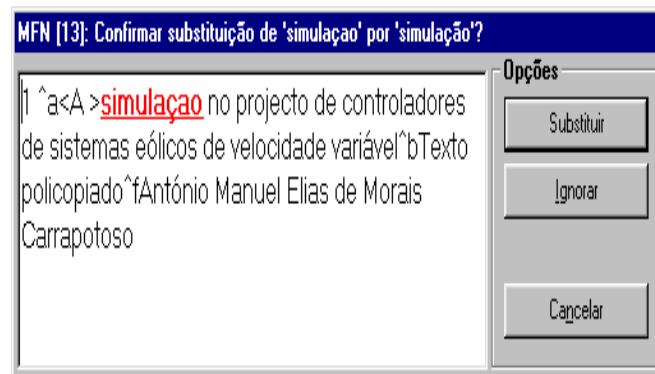 MFN [13]: Confirmar substituição de 'simulaçao' por 'simulação'?
Opções
1 ^a<A >simulaçao no projecto de controladores
de sistemas eólicos de velocidade variável^bTexto
policopiado^fAntónio Manuel Elias de Morais
Carrapotoso
Substituir
Ignorar
Cancelar